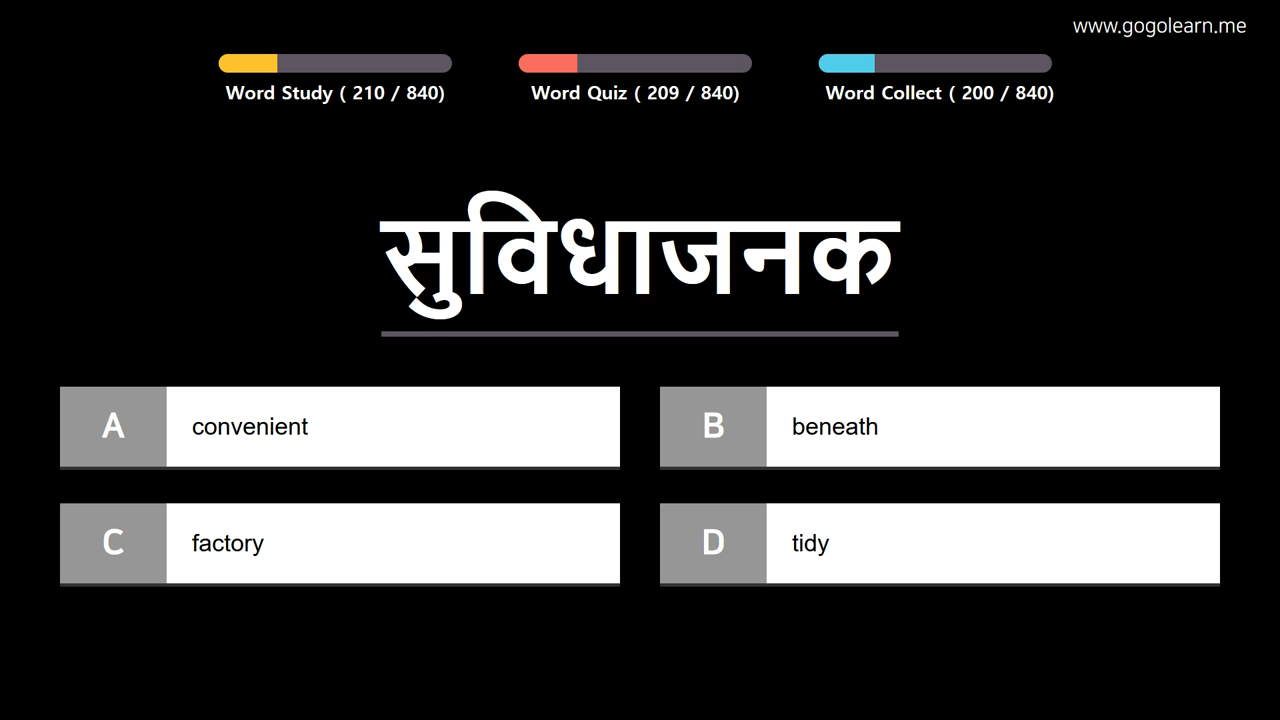 www.gogolearn.me
Word Study ( 210 / 840)
Word Quiz ( 209 / 840)
Word Collect ( 200 / 840)
सुविधाजनक
A convenient
B beneath
C factory
D tidy